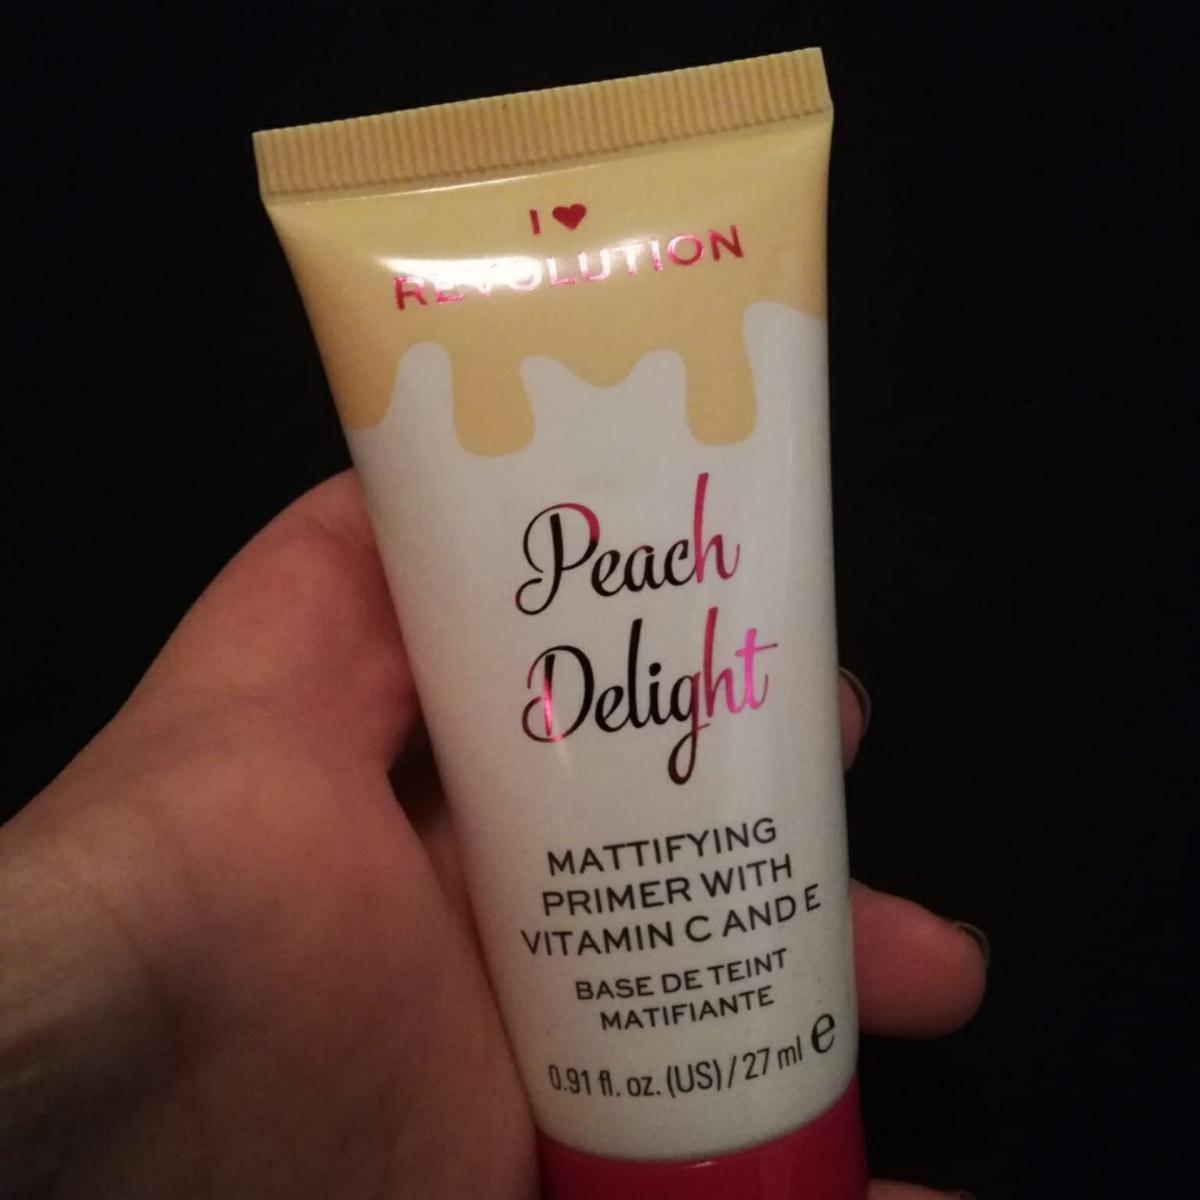 I ♥
REVOLUTION
Peach
Delight
MATTIFYING
PRIMER WITH
VITAMIN C AND E
BASE DE TEINT
MATIFIANTE
0.91 fl. oz. (US) / 27 ml ℮